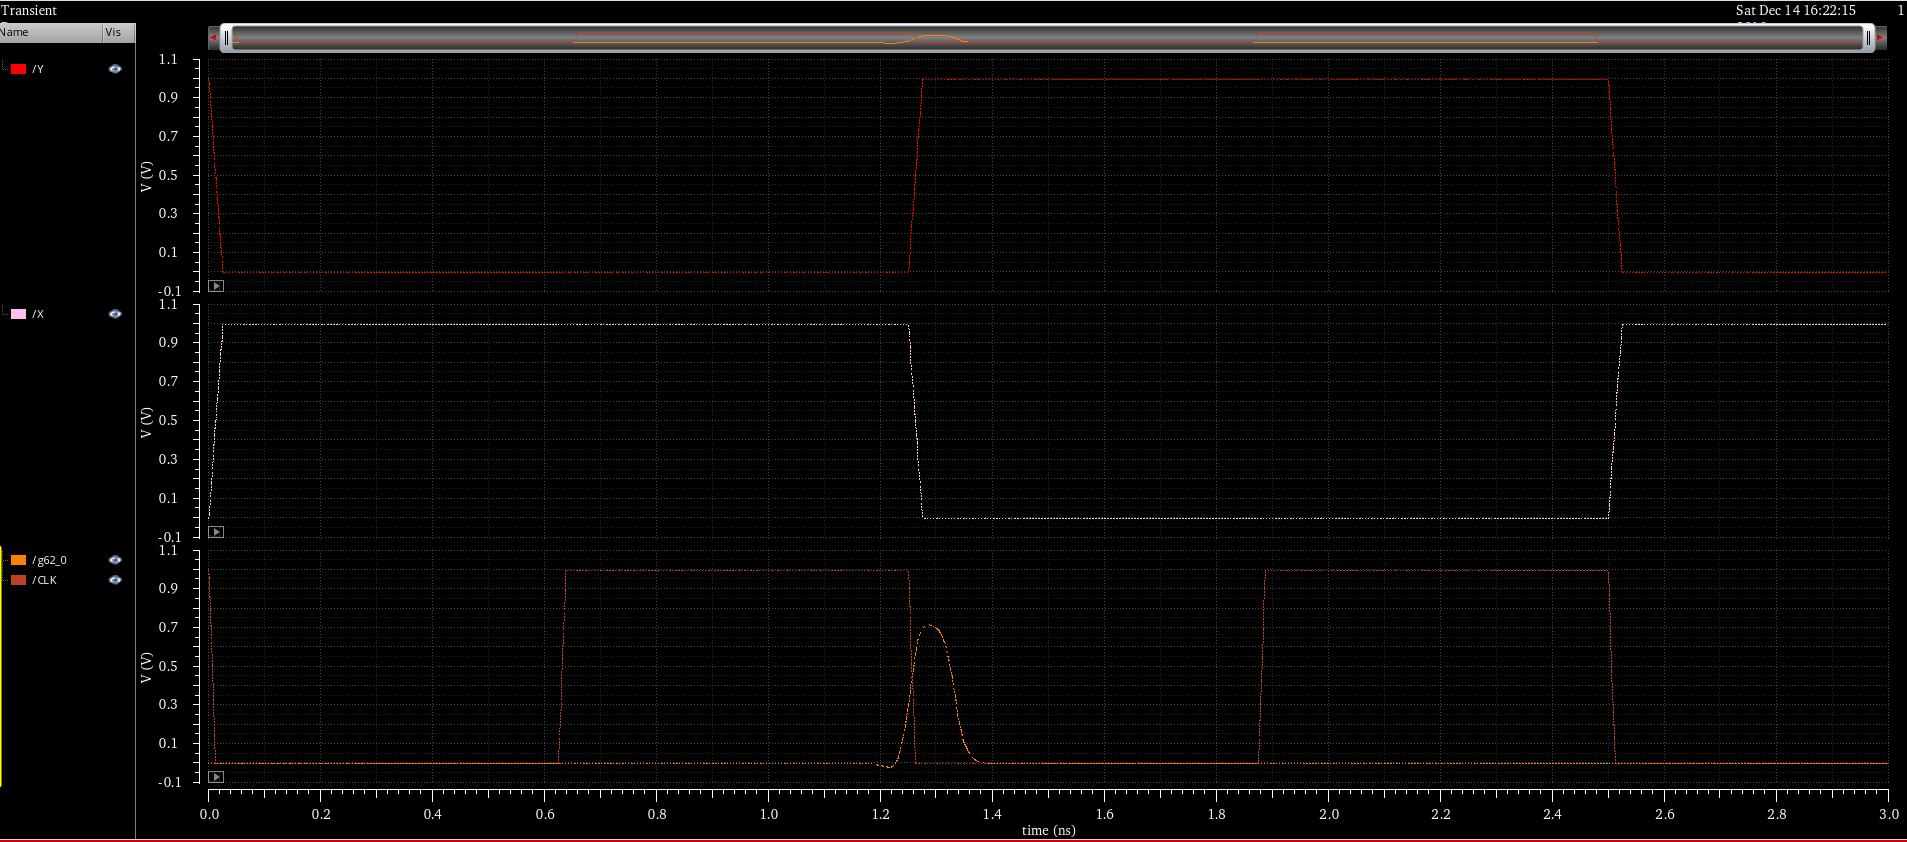 Transient
Sat Dec 14 16:22:15
1
Name Vis
/Y
1.1
0.9
0.7
0.5
0.3
0.1
-0.1
V (V)
/X
1.1
0.9
0.7
0.5
0.3
0.1
-0.1
V (V)
/g62_0
/CLK
1.1
0.9
0.7
0.5
0.3
0.1
-0.1
V (V)
0.0 0.2 0.4 0.6 0.8 1.0 1.2 1.4 1.6 1.8 2.0 2.2 2.4 2.6 2.8 3.0
time (ns)